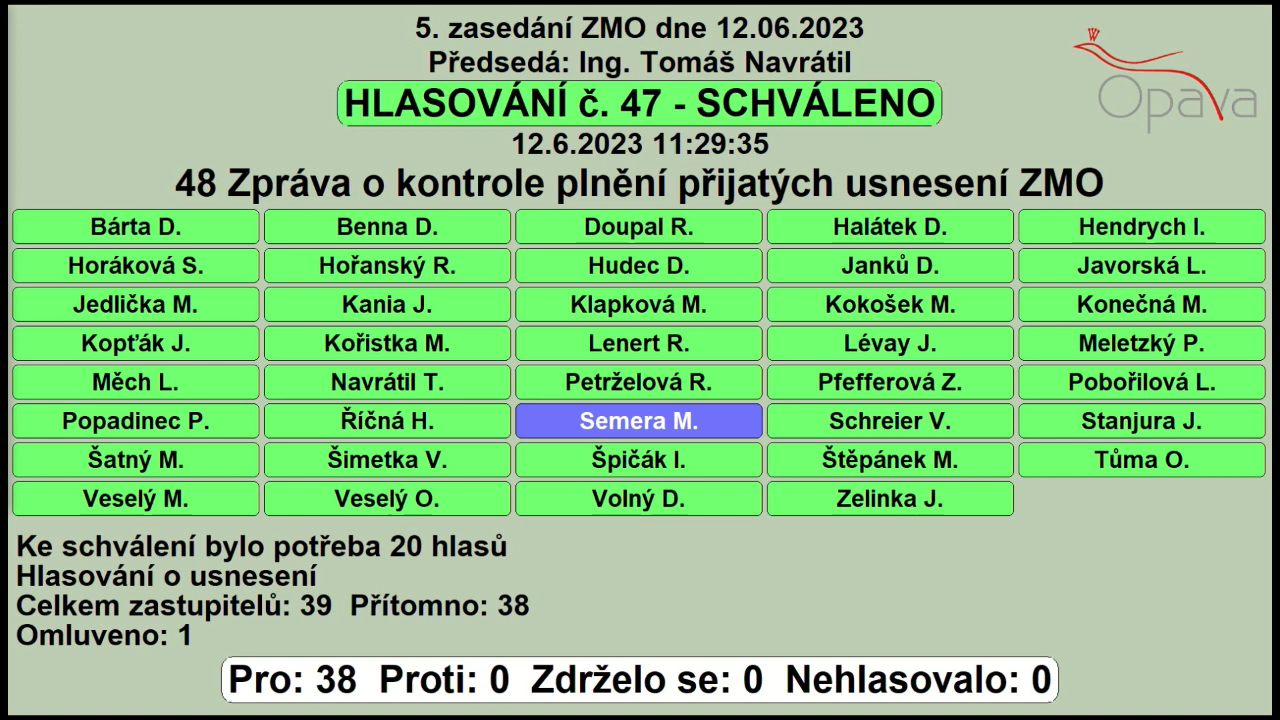 5. zasedání ZMO dne 12.06.2023
Předsedá: Ing. Tomáš Navrátil
HLASOVÁNÍ č. 47 - SCHVÁLENO
Opava
12.6.2023 11:29:35
48 Zpráva o kontrole plnění přijatých usnesení ZMO
Bárta D. Benna D. Doupal R. Halátek D. Hendrych I.
Horáková S. Hořanský R. Hudec D. Janků D. Javorská L.
Jedlička M. Kania J. Klapková M. Kokošek M. Konečná M.
Kopťák J. Kořistka M. Lenert R. Lévay J. Meletzký P.
Měch L. Navrátil T. Petrželová R. Pfefferová Z. Pobořilová L.
Popadinec P. Říčná H. Semera M. Schreier V. Stanjura J.
Šatný M. Šimetka V. Špičák I. Štěpánek M. Tůma O.
Veselý M. Veselý O. Volný D. Zelinka J.
Ke schválení bylo potřeba 20 hlasů
Hlasování o usnesení
Celkem zastupitelů: 39 Přítomno: 38
Omluveno: 1
Pro: 38 Proti: 0 Zdrželo se: 0 Nehlasovalo: 0